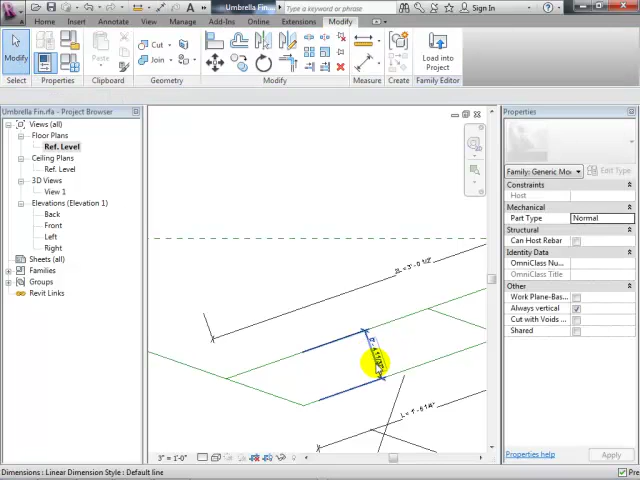 Umbrella Fin...
Sign In
Home
Create
Insert
Annotate
View
Manage
Add-Ins
Online
Extensions
Modify
Modify
Cut
Join
Paste
Load into
Project
Select
Properties
Clipboard
Geometry
Modify
Measure
Create
Family Editor
Umbrella Fin.rfa - Project Browser
Views (all)
Floor Plans
Ref. Level
Ceiling Plans
Ref. Level
3D Views
View 1
Elevations (Elevation 1)
Back
Front
Left
Right
Sheets (all)
Families
Groups
Revit Links
Properties
Family: Generic Mo
Edit Type
Constraints
Host
Mechanical
Part Type
Normal
Structural
Can Host Rebar
Identity Data
OmniClass Nu...
OmniClass Title
Other
Work Plane-Bas...
Always vertical
Cut with Voids ...
Shared
Properties help
Apply
3" = 1'-0"
Dimensions : Linear Dimension Style : Default line
Pre